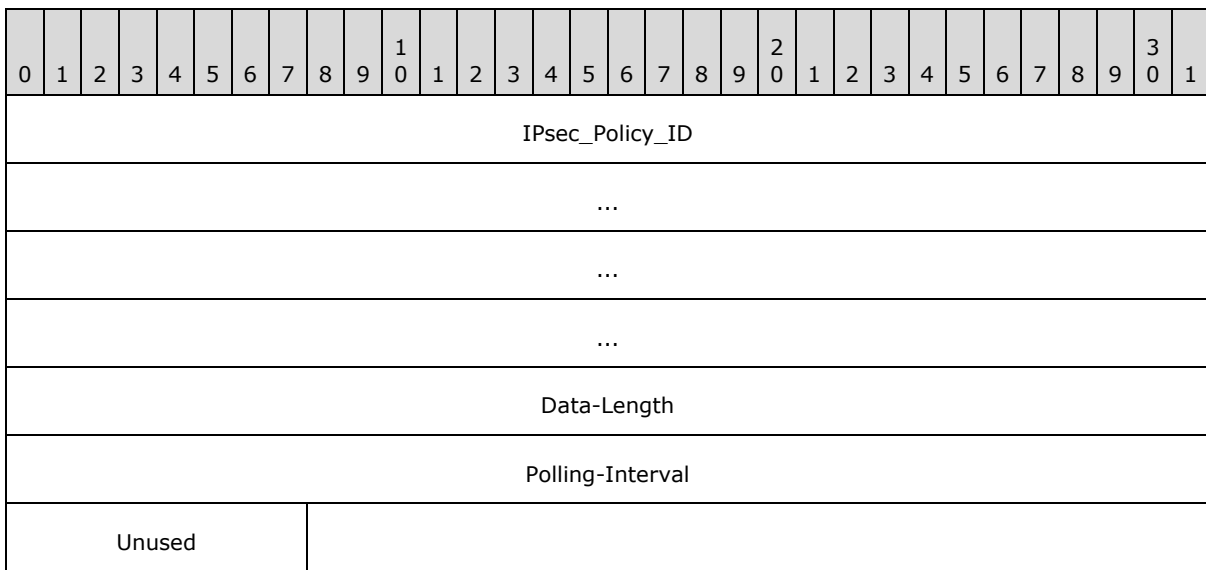 0 1 2 3 4 5 6 7 8 9 1 0 1 2 3 4 5 6 7 8 9 2 0 1 2 3 4 5 6 7 8 9 3 0 1
IPsec_Policy_ID
...
...
...
Data-Length
Polling-Interval
Unused